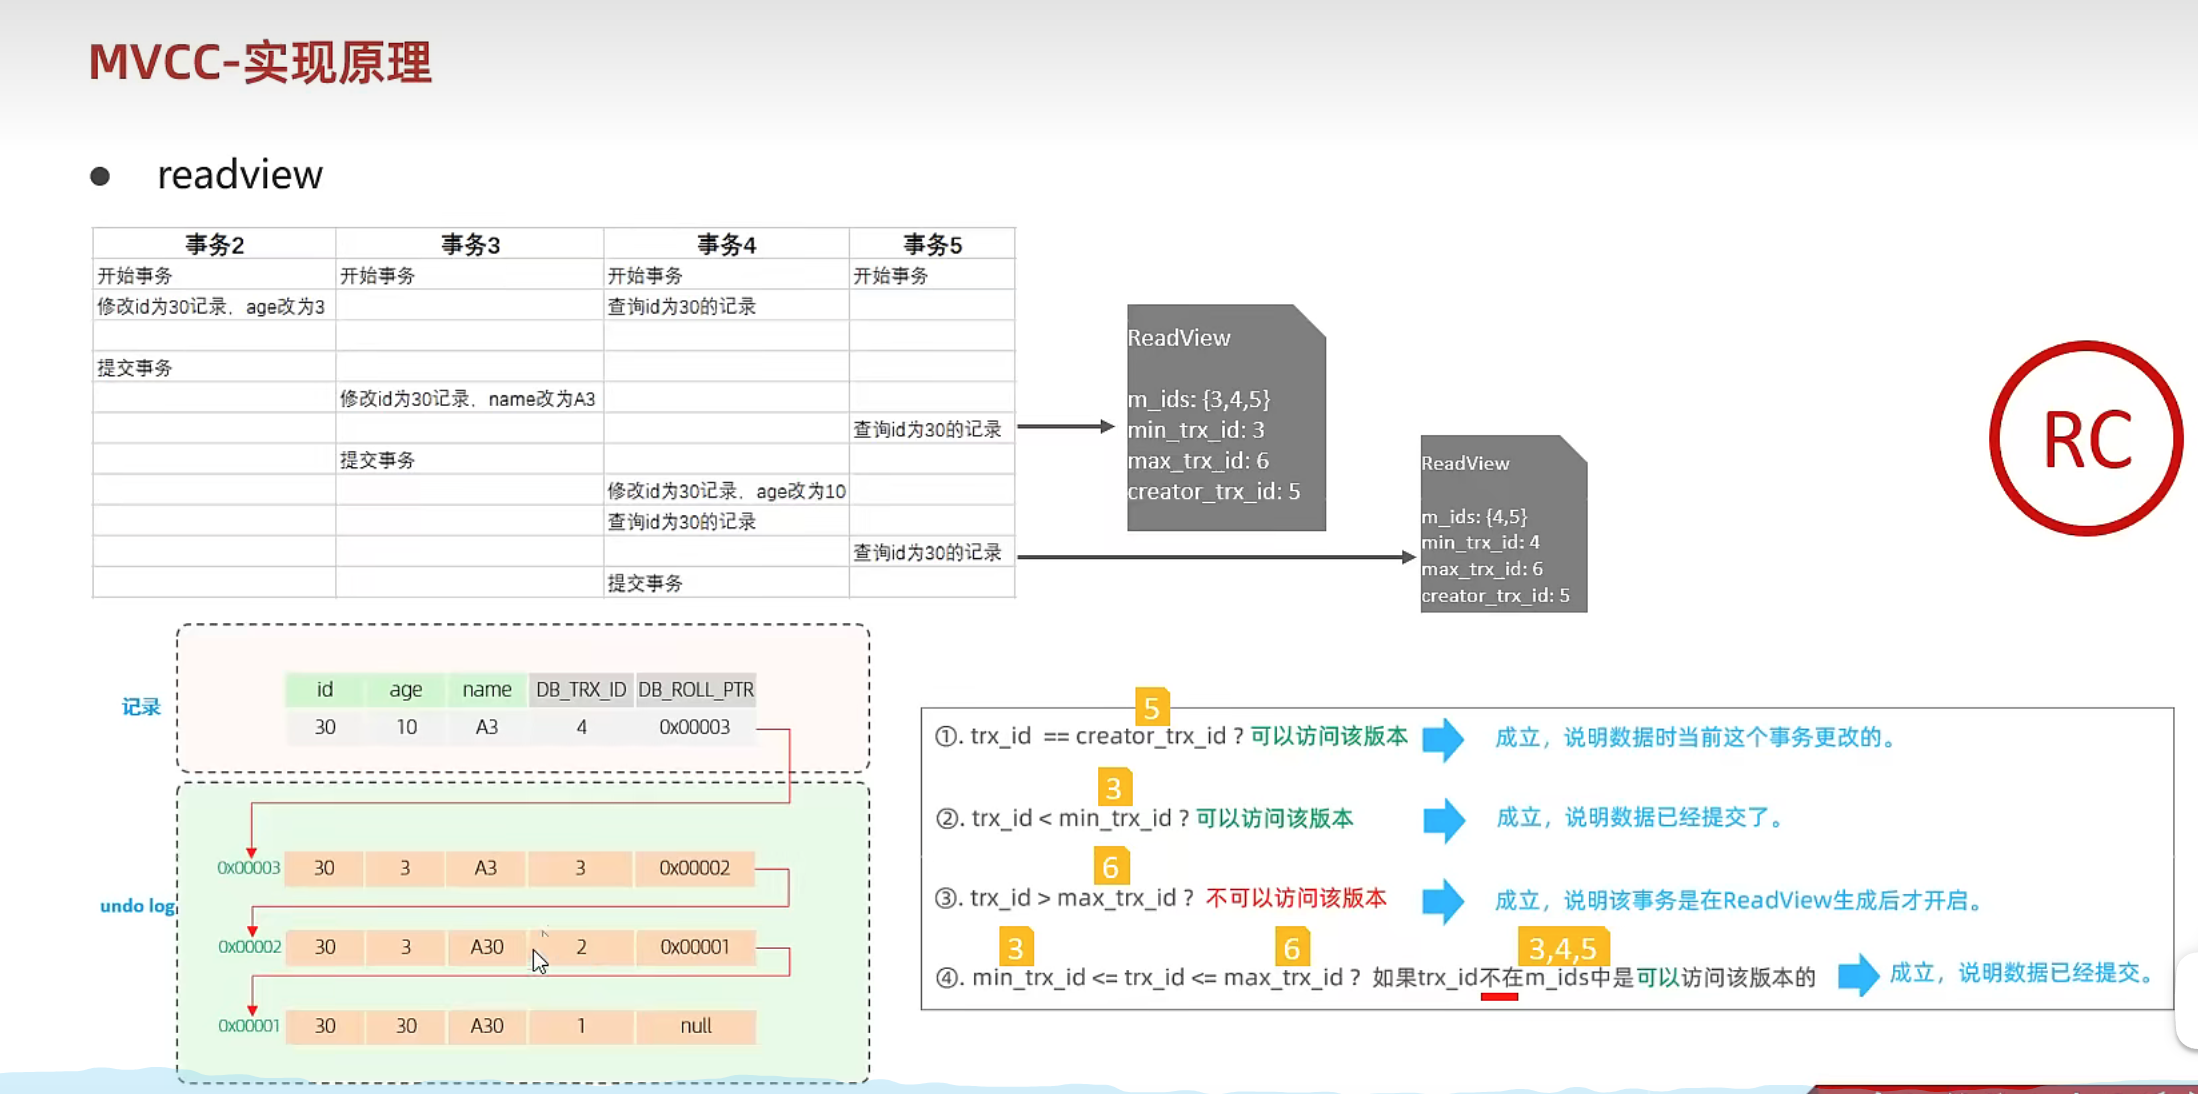 MVCC-实现原理
● readview
事务2 事务3 事务4 事务5
开始事务 开始事务 开始事务 开始事务
修改id为30记录，age改为3 查询id为30的记录
提交事务
修改id为30记录，name改为A3
查询id为30的记录
提交事务
修改id为30记录，age改为10
查询id为30的记录
查询id为30的记录
提交事务
ReadView
m_ids: {3,4,5}
min_trx_id: 3
max_trx_id: 6
creator_trx_id: 5
ReadView
m_ids: {4,5}
min_trx_id: 4
max_trx_id: 6
creator_trx_id: 5
RC
记录
id age name DB_TRX_ID DB_ROLL_PTR
30 10 A3 4 0x00003
undo log
0x00003 30 3 A3 3 0x00002
0x00002 30 3 A30 2 0x00001
0x00001 30 30 A30 1 null
5
①. trx_id == creator_trx_id ? 可以访问该版本 成立，说明数据时当前这个事务更改的。
3
②. trx_id < min_trx_id ? 可以访问该版本 成立，说明数据已经提交了。
6
③. trx_id > max_trx_id ? 不可以访问该版本 成立，说明该事务是在ReadView生成后才开启。
3 6 3,4,5
④. min_trx_id <= trx_id <= max_trx_id ? 如果trx_id不在m_ids中是可以访问该版本的 成立，说明数据已经提交。